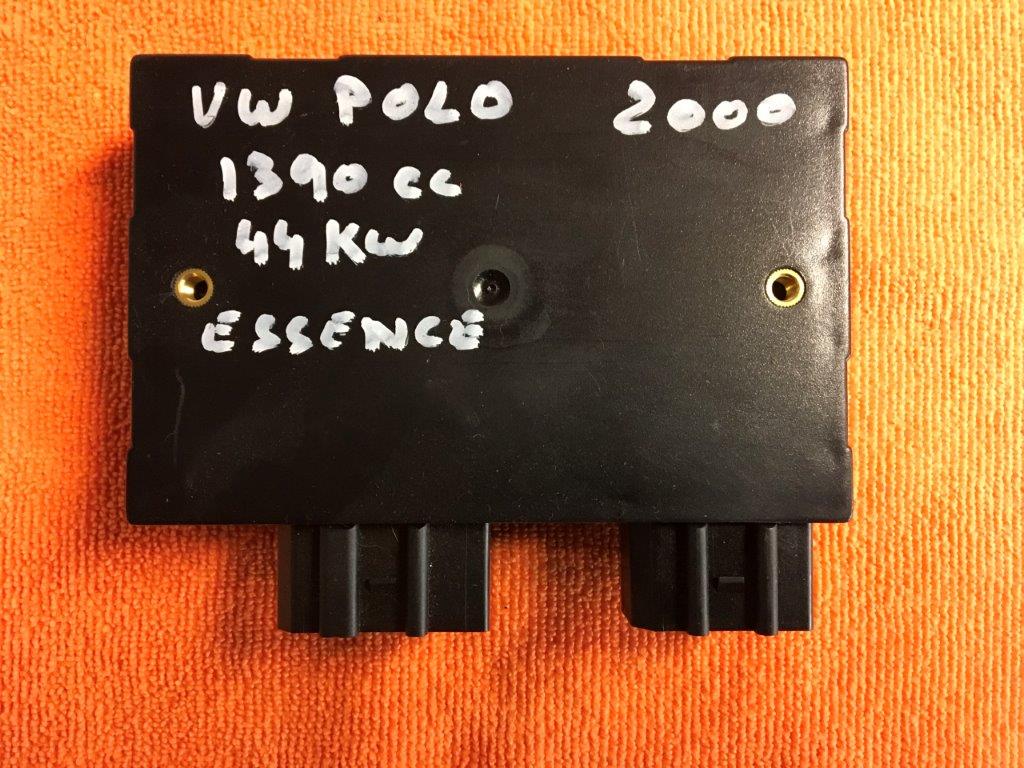 VW POLO 2000
1390 cc
44 KW
ESSENCE